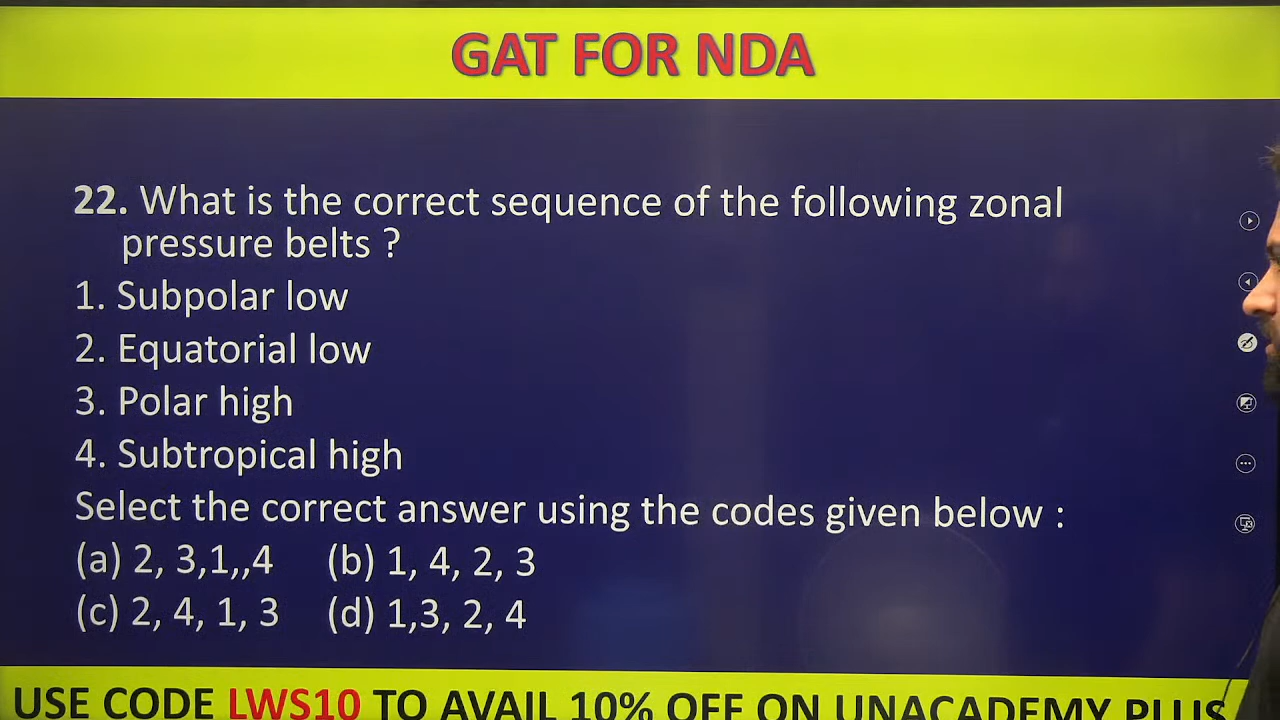 GAT FOR NDA
22. What is the correct sequence of the following zonal
pressure belts ?
1. Subpolar low
2. Equatorial low
3. Polar high
4. Subtropical high
Select the correct answer using the codes given below :
(a) 2, 3,1,,4 (b) 1, 4, 2, 3
(c) 2, 4, 1, 3 (d) 1,3, 2, 4
USE CODE LWS10 TO AVAIL 10% OFF ON UNACADEMY PLUS